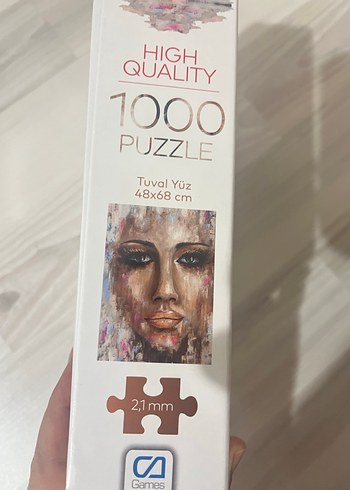 HIGH
QUALITY
1000
PUZZLE
Tuval Yüz
48x68 cm
2,1 mm
CA
Games